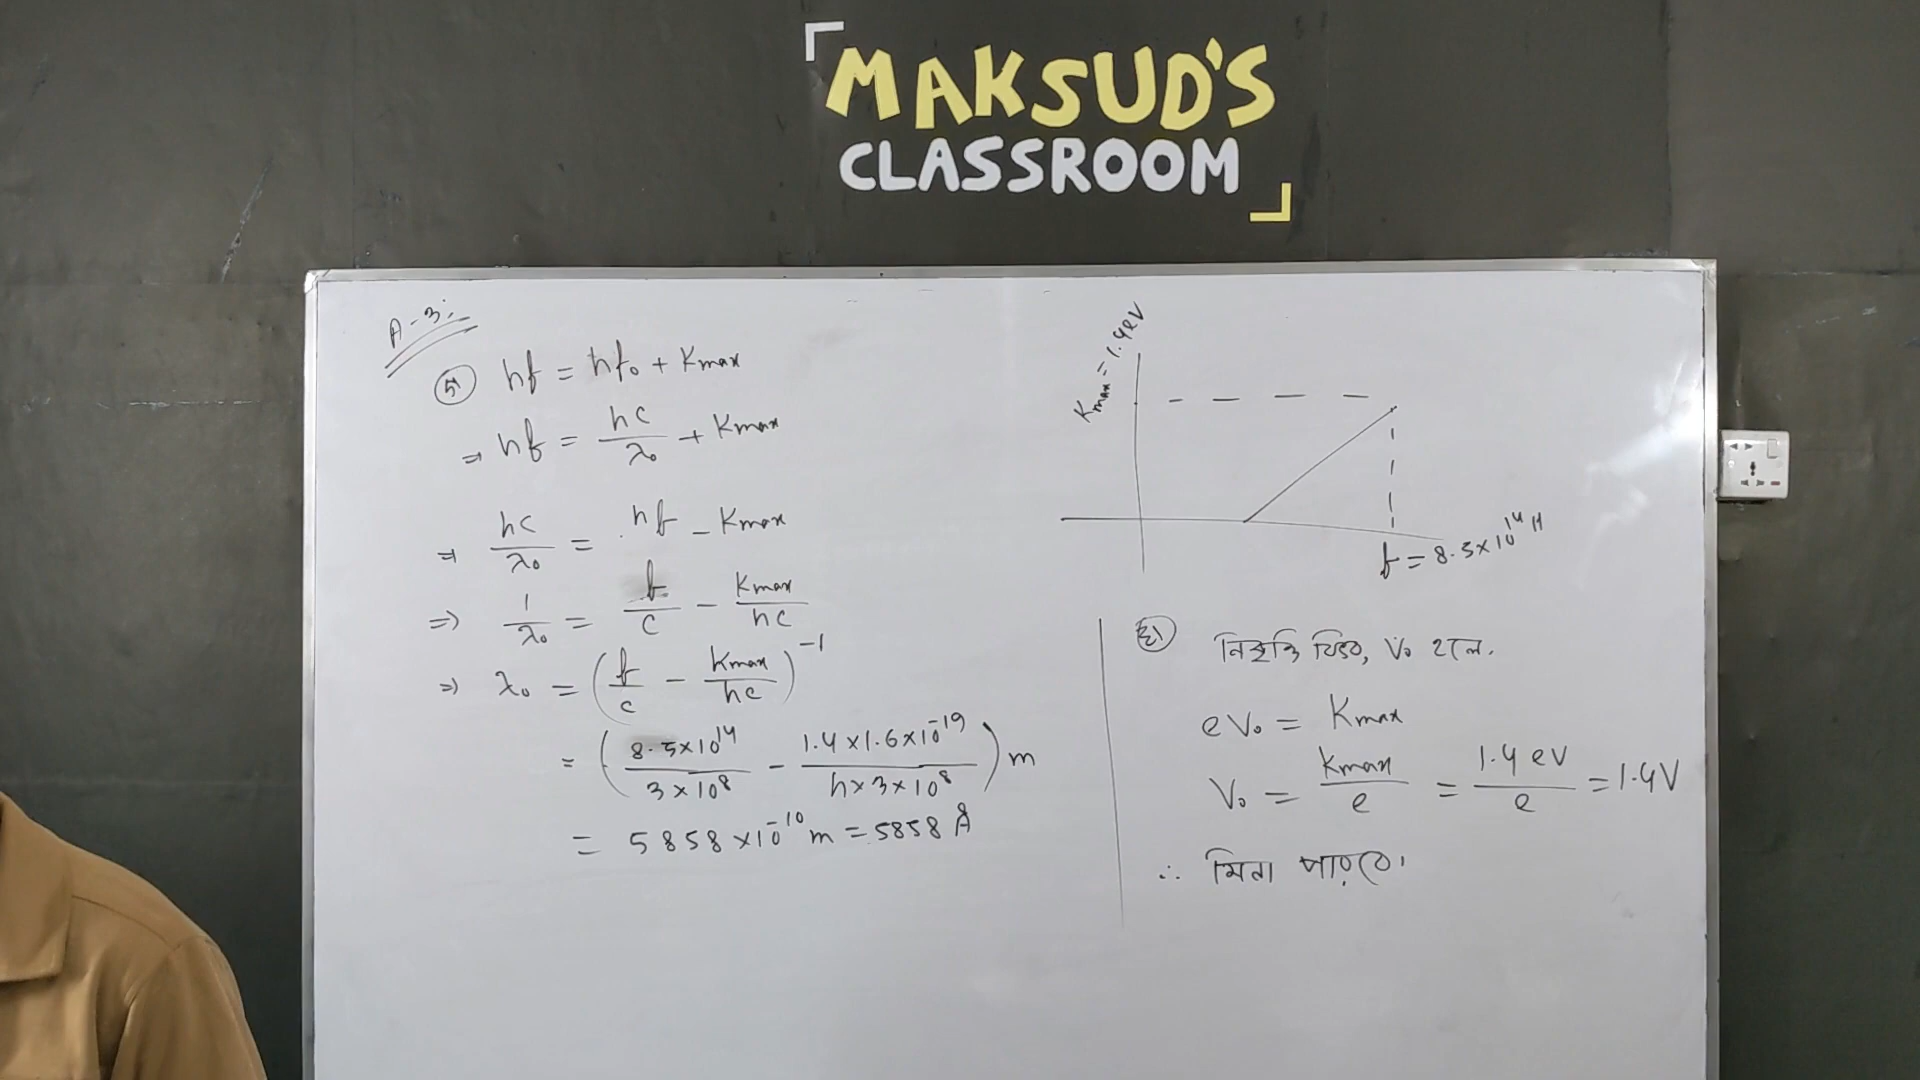 MAKSUD'S
CLASSROOM
A-3:
গ) hf = hf₀ + Kmax
⇒ hf = hc/λ₀ + Kmax
⇒ hc/λ₀ = hf - Kmax
⇒ 1/λ₀ = f/c - Kmax/hc
⇒ λ₀ = (f/c - Kmax/hc)⁻¹
= (8.5×10¹⁴/3×10⁸ - 1.4×1.6×10⁻¹⁹/h×3×10⁸) m
= 5858×10⁻¹⁰ m = 5858 Å
Kmax = 1.4eV
f = 8.5×10¹⁴ H
ঘ) নিবৃত্তি বিভব, V₀ হলে.
eV₀ = Kmax
V₀ = Kmax/e = 1.4 eV/e = 1.4V
∴ মিনা পারবে।